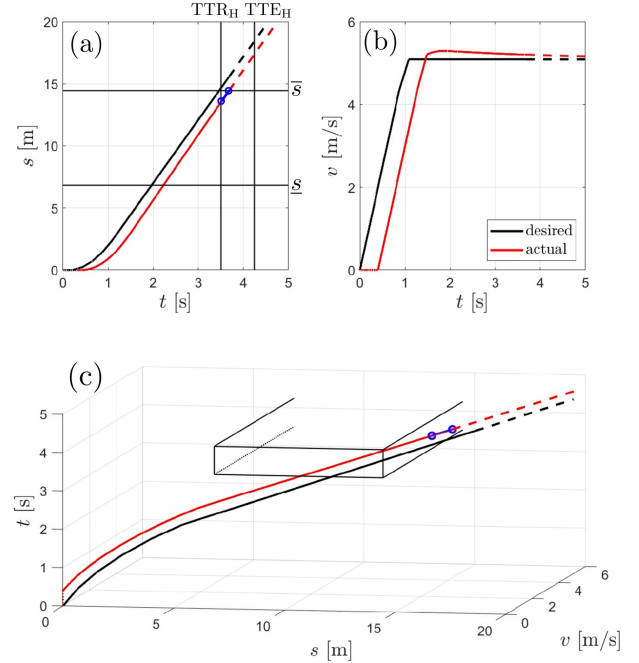 TTR_H TTE_H
(a)
20
15
10
5
0
s [m]
s̅
s̲
0 1 2 3 4 5
t [s]
(b)
6
4
2
0
v [m/s]
desired
actual
0 1 2 3 4 5
t [s]
(c)
5
4
3
2
1
0
t [s]
0 5 10 15 20
s [m]
0 2 4 6
v [m/s]